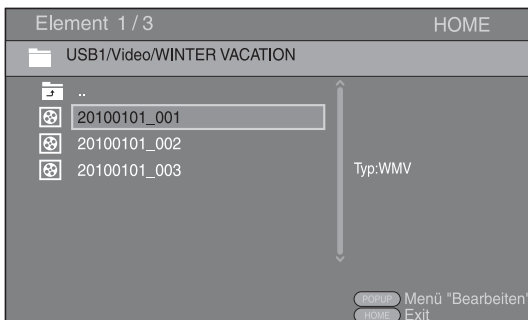 Element 1/3 HOME
USB1/Video/WINTER VACATION
..
20100101_001
20100101_002
20100101_003
Typ:WMV
POPUP Menü "Bearbeiten"
HOME Exit